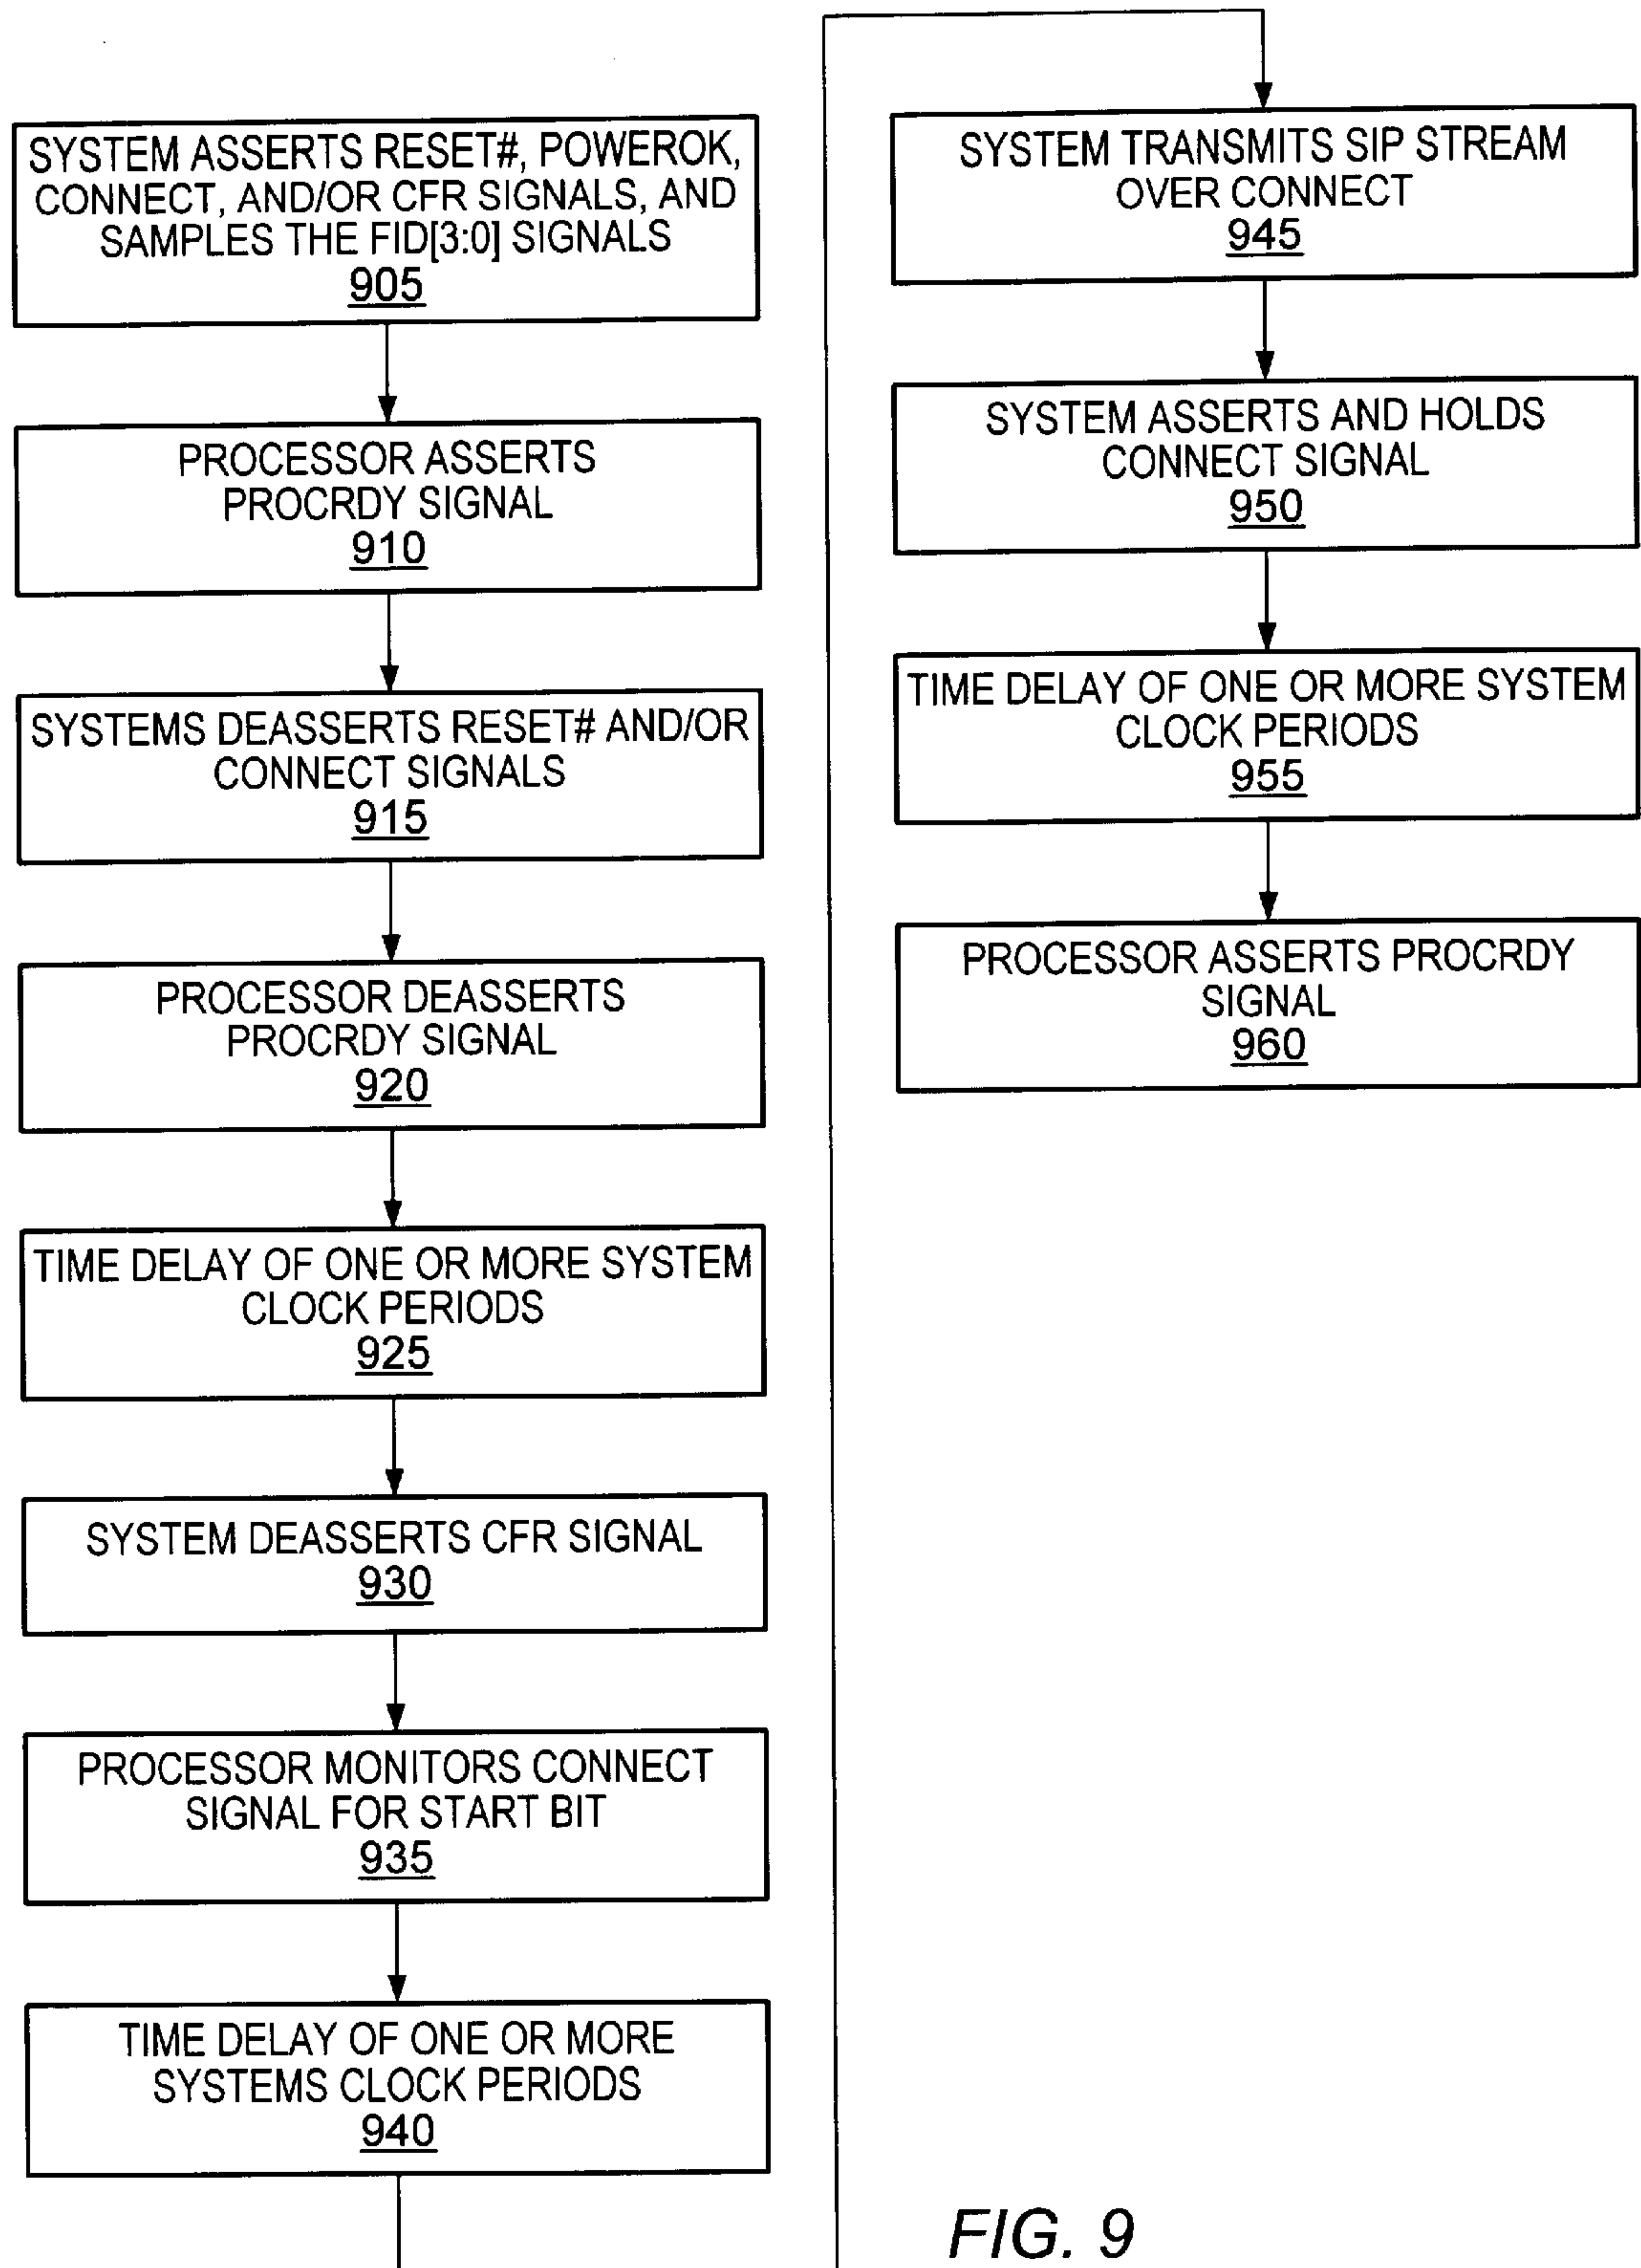 SYSTEM ASSERTS RESET#, POWEROK,
CONNECT, AND/OR CFR SIGNALS, AND
SAMPLES THE FID[3:0] SIGNALS
905
PROCESSOR ASSERTS
PROCRDY SIGNAL
910
SYSTEMS DEASSERTS RESET# AND/OR
CONNECT SIGNALS
915
PROCESSOR DEASSERTS
PROCRDY SIGNAL
920
TIME DELAY OF ONE OR MORE SYSTEM
CLOCK PERIODS
925
SYSTEM DEASSERTS CFR SIGNAL
930
PROCESSOR MONITORS CONNECT
SIGNAL FOR START BIT
935
TIME DELAY OF ONE OR MORE
SYSTEMS CLOCK PERIODS
940
SYSTEM TRANSMITS SIP STREAM
OVER CONNECT
945
SYSTEM ASSERTS AND HOLDS
CONNECT SIGNAL
950
TIME DELAY OF ONE OR MORE SYSTEM
CLOCK PERIODS
955
PROCESSOR ASSERTS PROCRDY
SIGNAL
960
FIG. 9